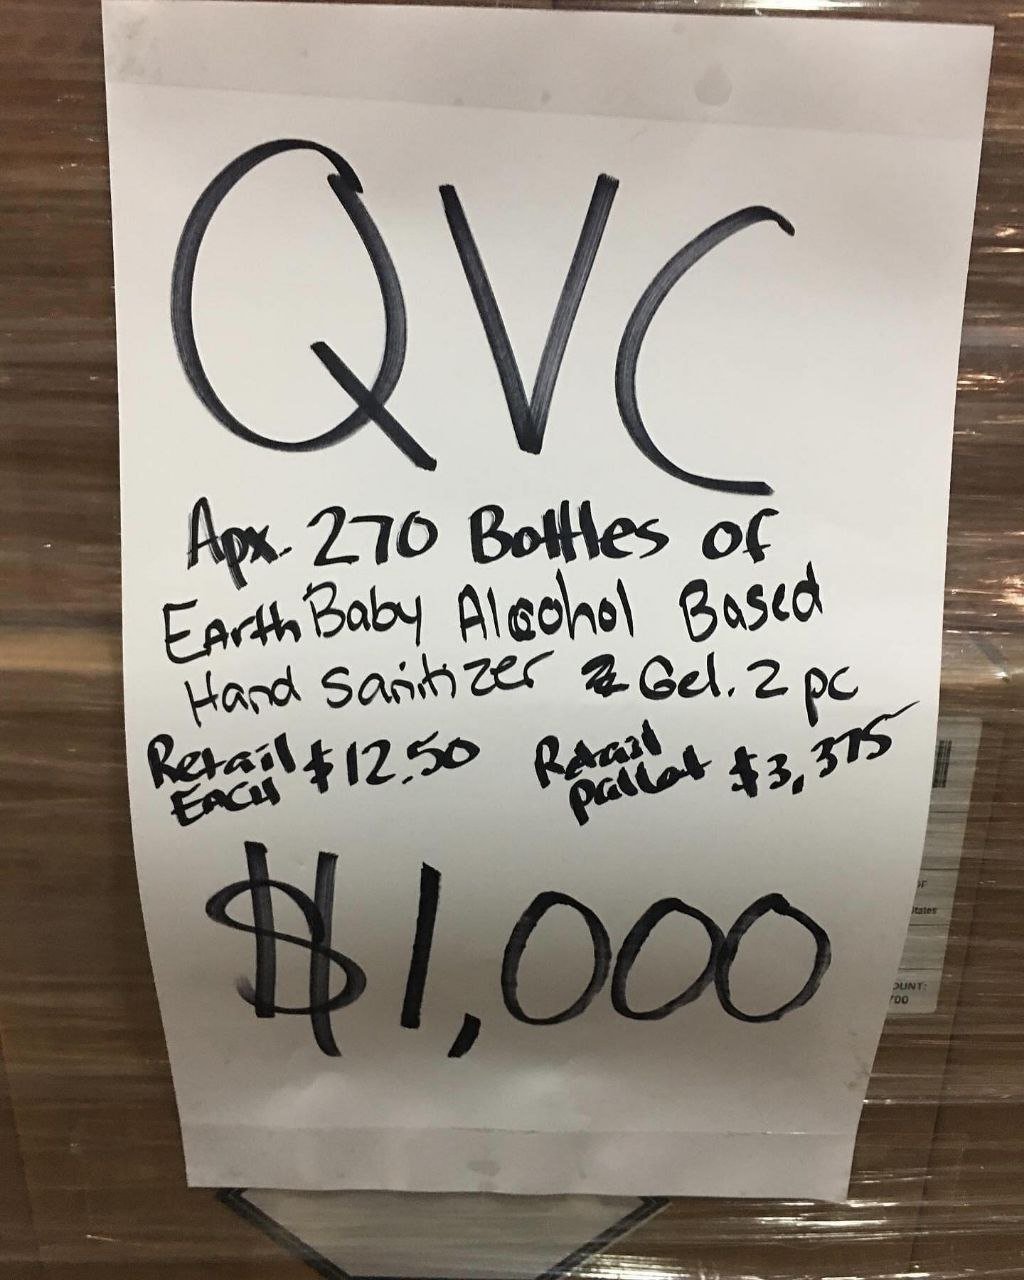 QVC
Apx. 270 Bottles of
Earth Baby Alcohol Based
Hand Sanitizer Gel. 2 pc
Retail Each $12.50 Retail pallet $3,375
$1,000
OUNT: